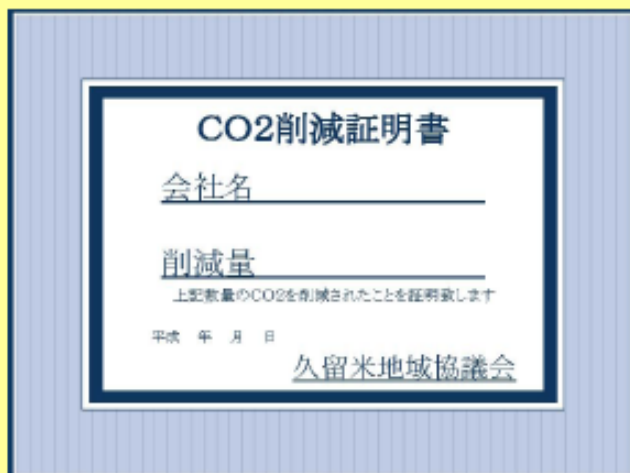 CO2削減証明書
会社名
削減量
上記数量のCO2を削減されたことを証明致します
平成 年 月 日
久留米地域協議会